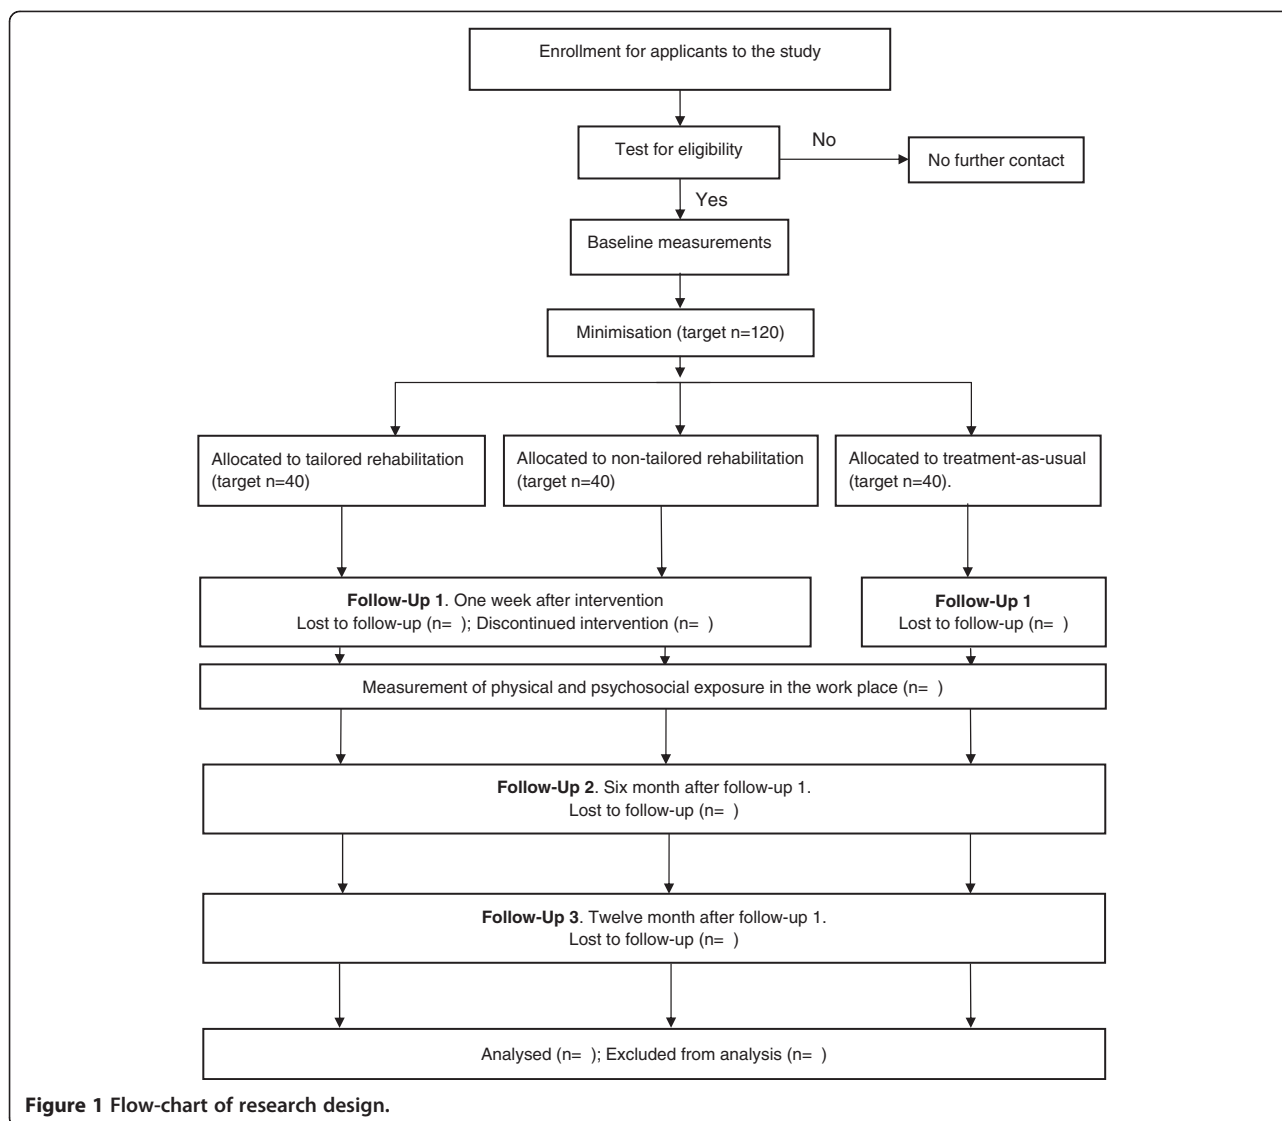 Enrollment for applicants to the study
Test for eligibility
No
No further contact
Yes
Baseline measurements
Minimisation (target n=120)
Allocated to tailored rehabilitation
(target n=40)
Allocated to non-tailored rehabilitation
(target n=40)
Allocated to treatment-as-usual
(target n=40).
Follow-Up 1. One week after intervention
Lost to follow-up (n=  ); Discontinued intervention (n=  )
Follow-Up 1
Lost to follow-up (n=  )
Measurement of physical and psychosocial exposure in the work place (n=  )
Follow-Up 2. Six month after follow-up 1.
Lost to follow-up (n=  )
Follow-Up 3. Twelve month after follow-up 1.
Lost to follow-up (n=  )
Analysed (n=  ); Excluded from analysis (n=  )
Figure 1 Flow-chart of research design.